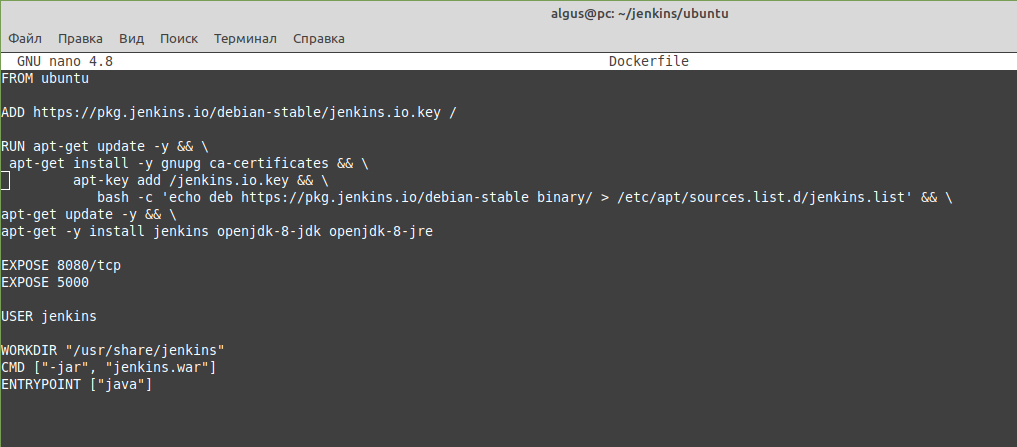 algus@pc: ~/jenkins/ubuntu
Файл Правка Вид Поиск Терминал Справка
GNU nano 4.8 Dockerfile
FROM ubuntu
ADD https://pkg.jenkins.io/debian-stable/jenkins.io.key /
RUN apt-get update -y && \
apt-get install -y gnupg ca-certificates && \
apt-key add /jenkins.io.key && \
bash -c 'echo deb https://pkg.jenkins.io/debian-stable binary/ > /etc/apt/sources.list.d/jenkins.list' && \
apt-get update -y && \
apt-get -y install jenkins openjdk-8-jdk openjdk-8-jre
EXPOSE 8080/tcp
EXPOSE 5000
USER jenkins
WORKDIR "/usr/share/jenkins"
CMD ["-jar", "jenkins.war"]
ENTRYPOINT ["java"]